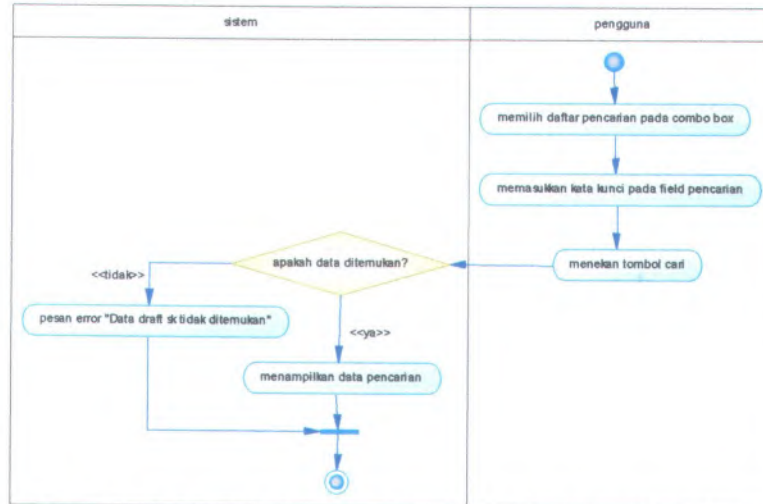 sistem
pengguna
memilih daftar pencarian pada combo box
memasukkan kata kunci pada field pencarian
menekan tombol cari
apakah data ditemukan?
<<tidak>>
pesan error "Data draft sk tidak ditemukan"
<<ya>>
menampilkan data pencarian